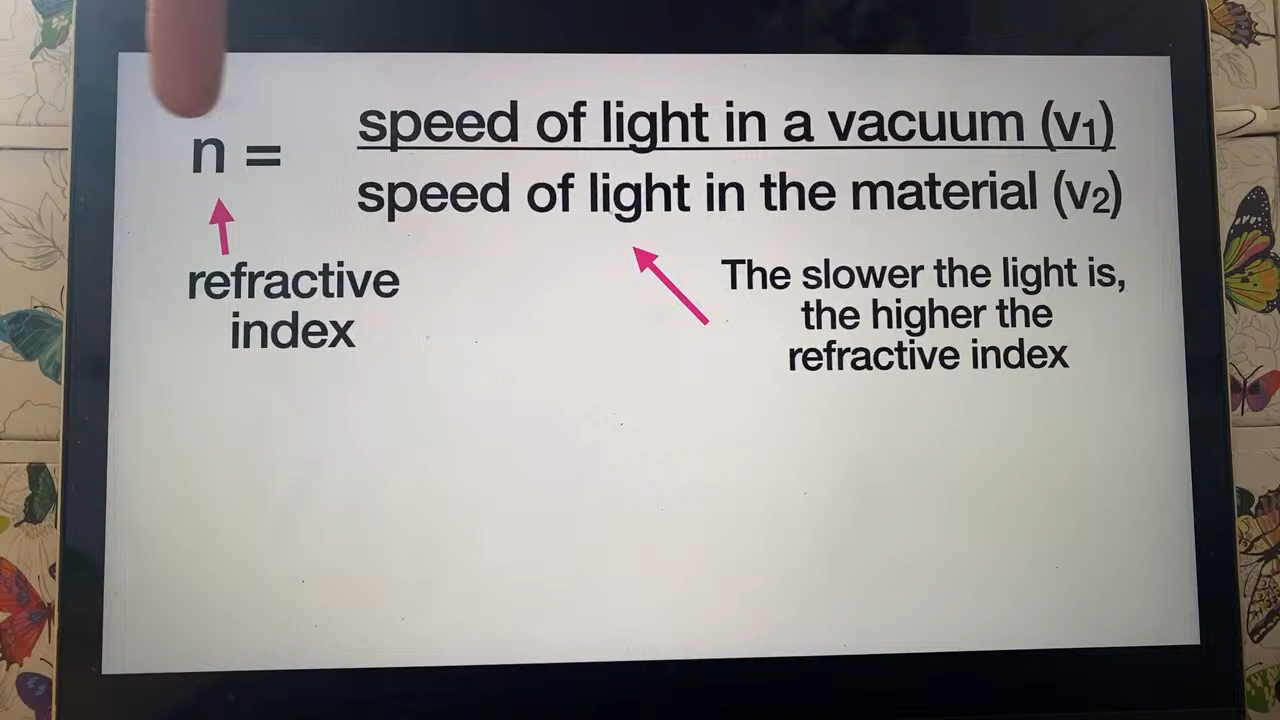 n = speed of light in a vacuum (v₁)
speed of light in the material (v₂)
refractive
index
The slower the light is,
the higher the
refractive index